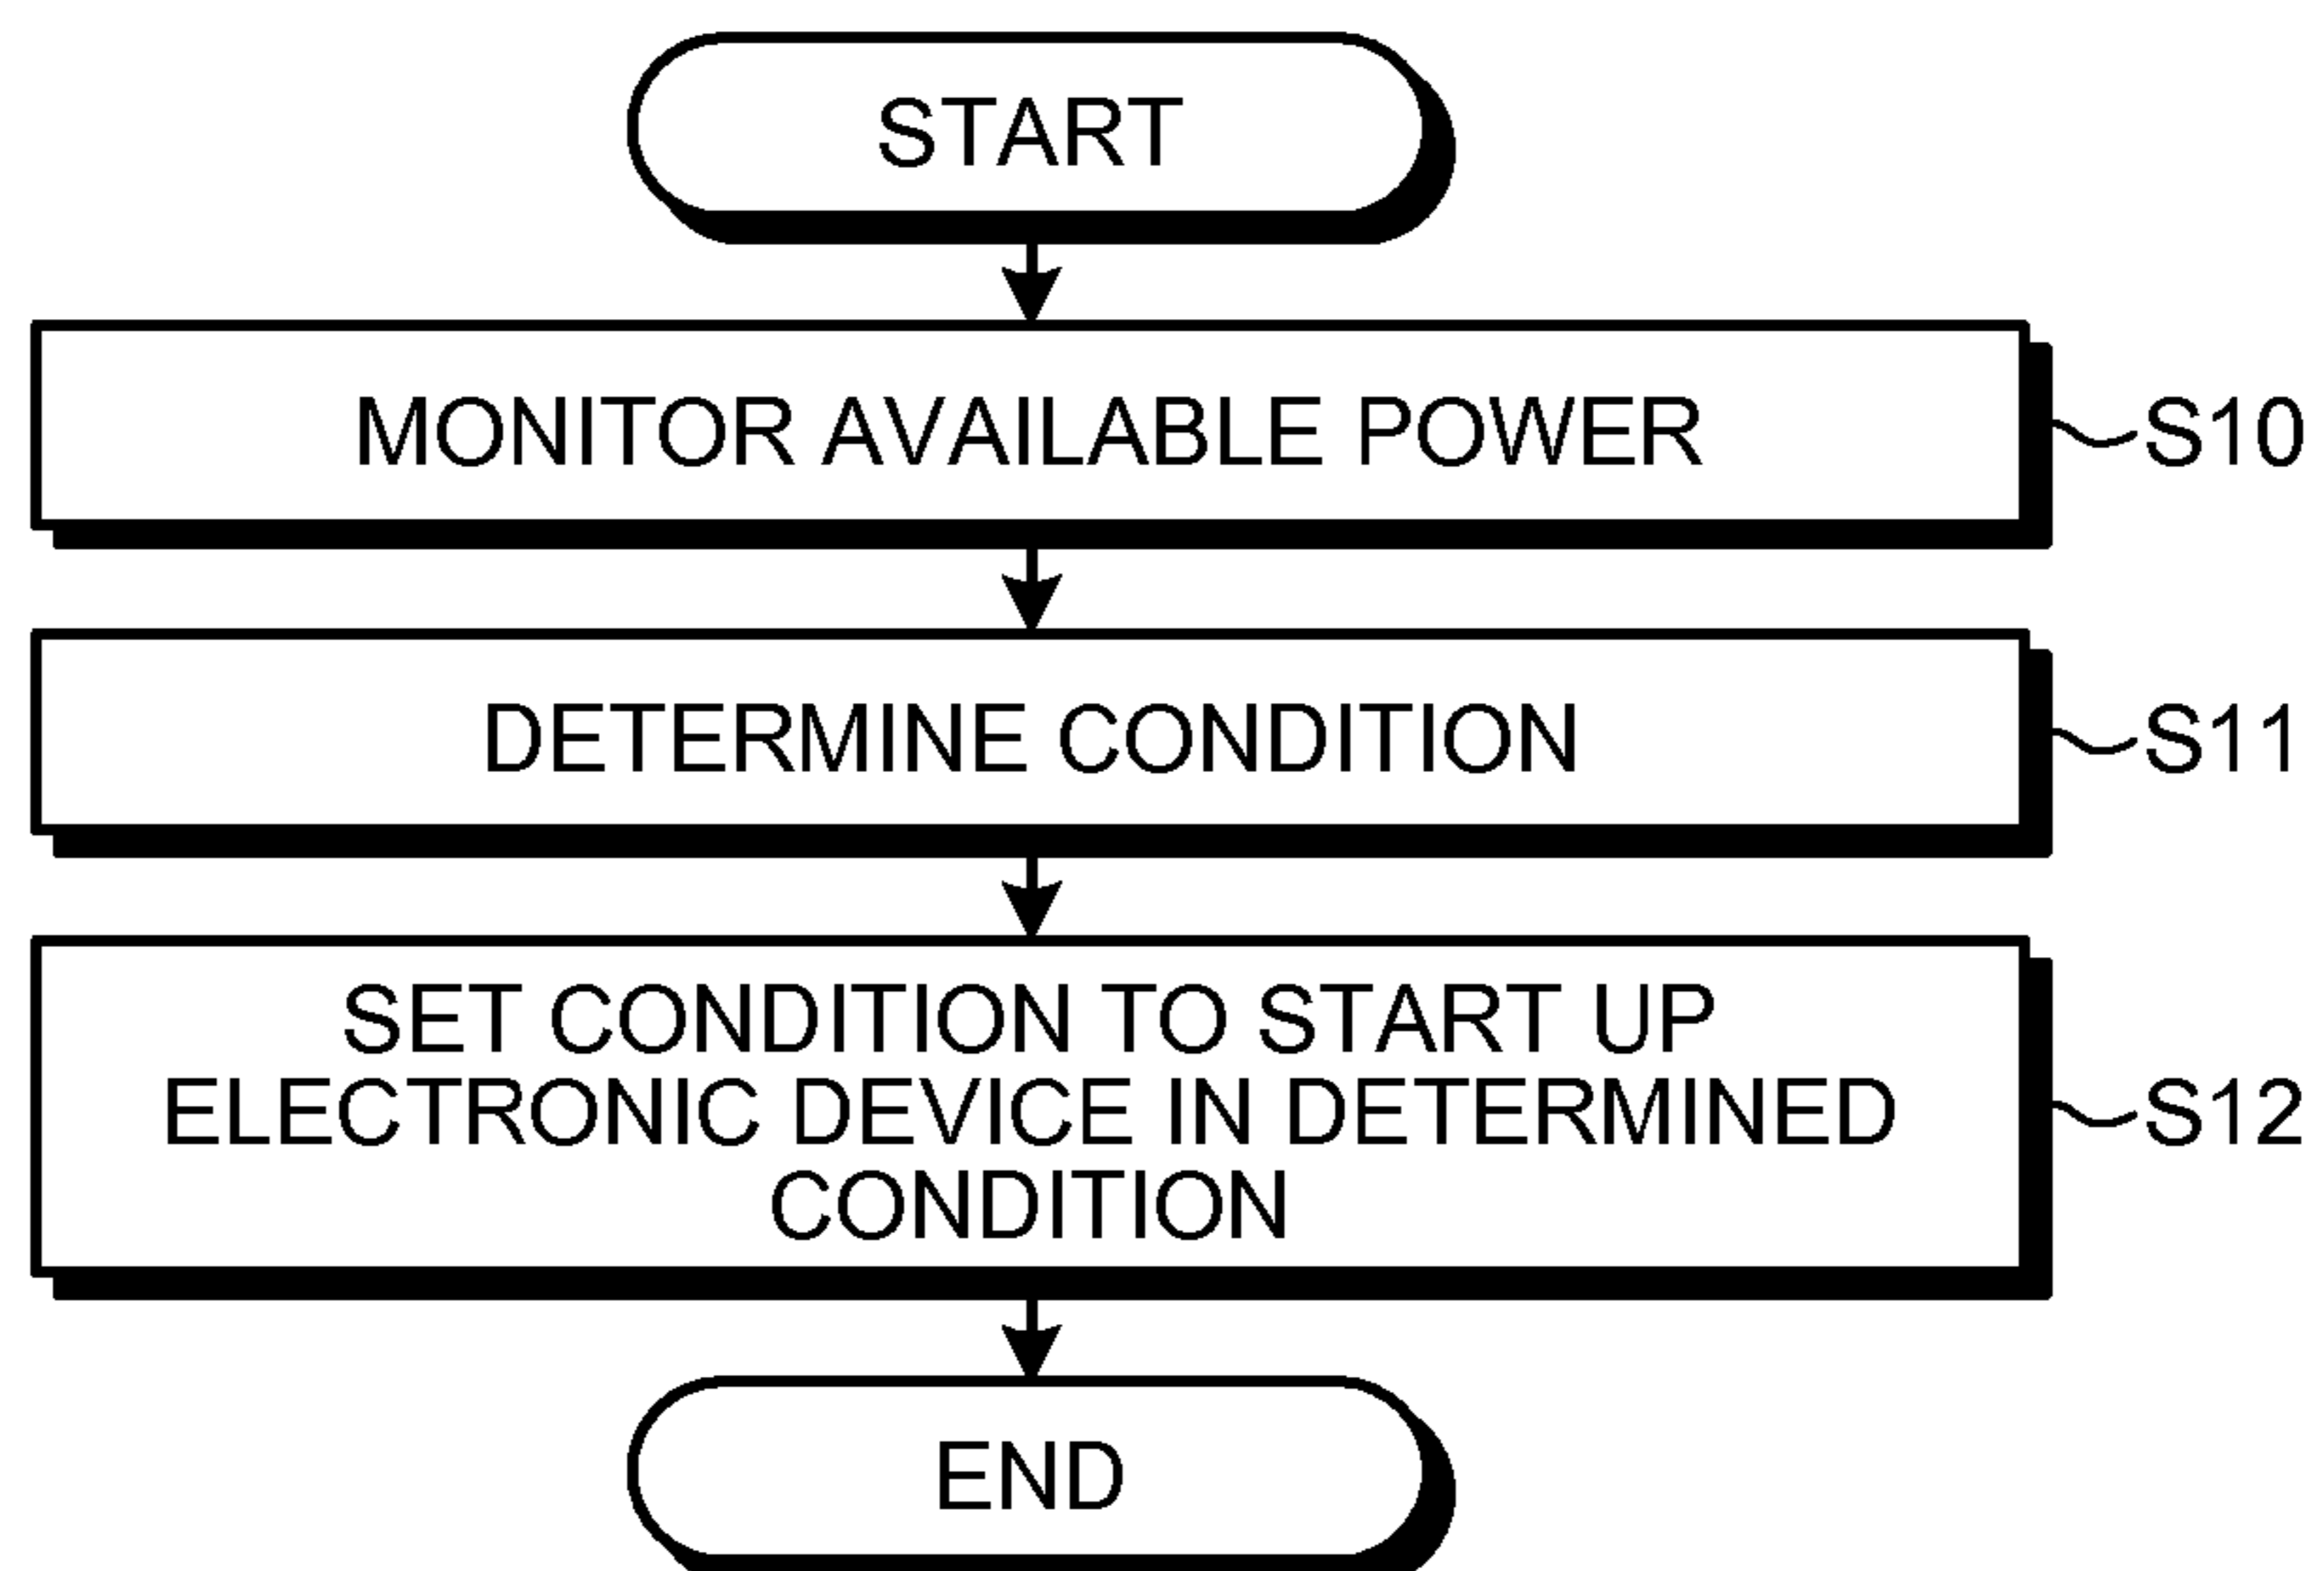 START
MONITOR AVAILABLE POWER
S10
DETERMINE CONDITION
S11
SET CONDITION TO START UP
ELECTRONIC DEVICE IN DETERMINED
CONDITION
S12
END